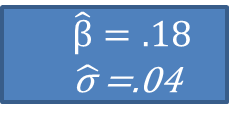 β̂ = .18
σ̂ =.04